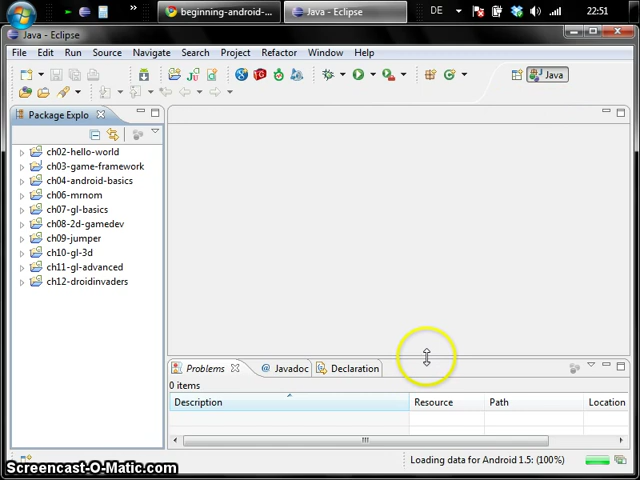 beginning-android-...
Java - Eclipse
DE
22:51
Java - Eclipse
File Edit Run Source Navigate Search Project Refactor Window Help
Java
Package Explo
ch02-hello-world
ch03-game-framework
ch04-android-basics
ch06-mrnom
ch07-gl-basics
ch08-2d-gamedev
ch09-jumper
ch10-gl-3d
ch11-gl-advanced
ch12-droidinvaders
Problems
@ Javadoc
Declaration
0 items
Description Resource Path Location
Loading data for Android 1.5: (100%)
Screencast-O-Matic.com